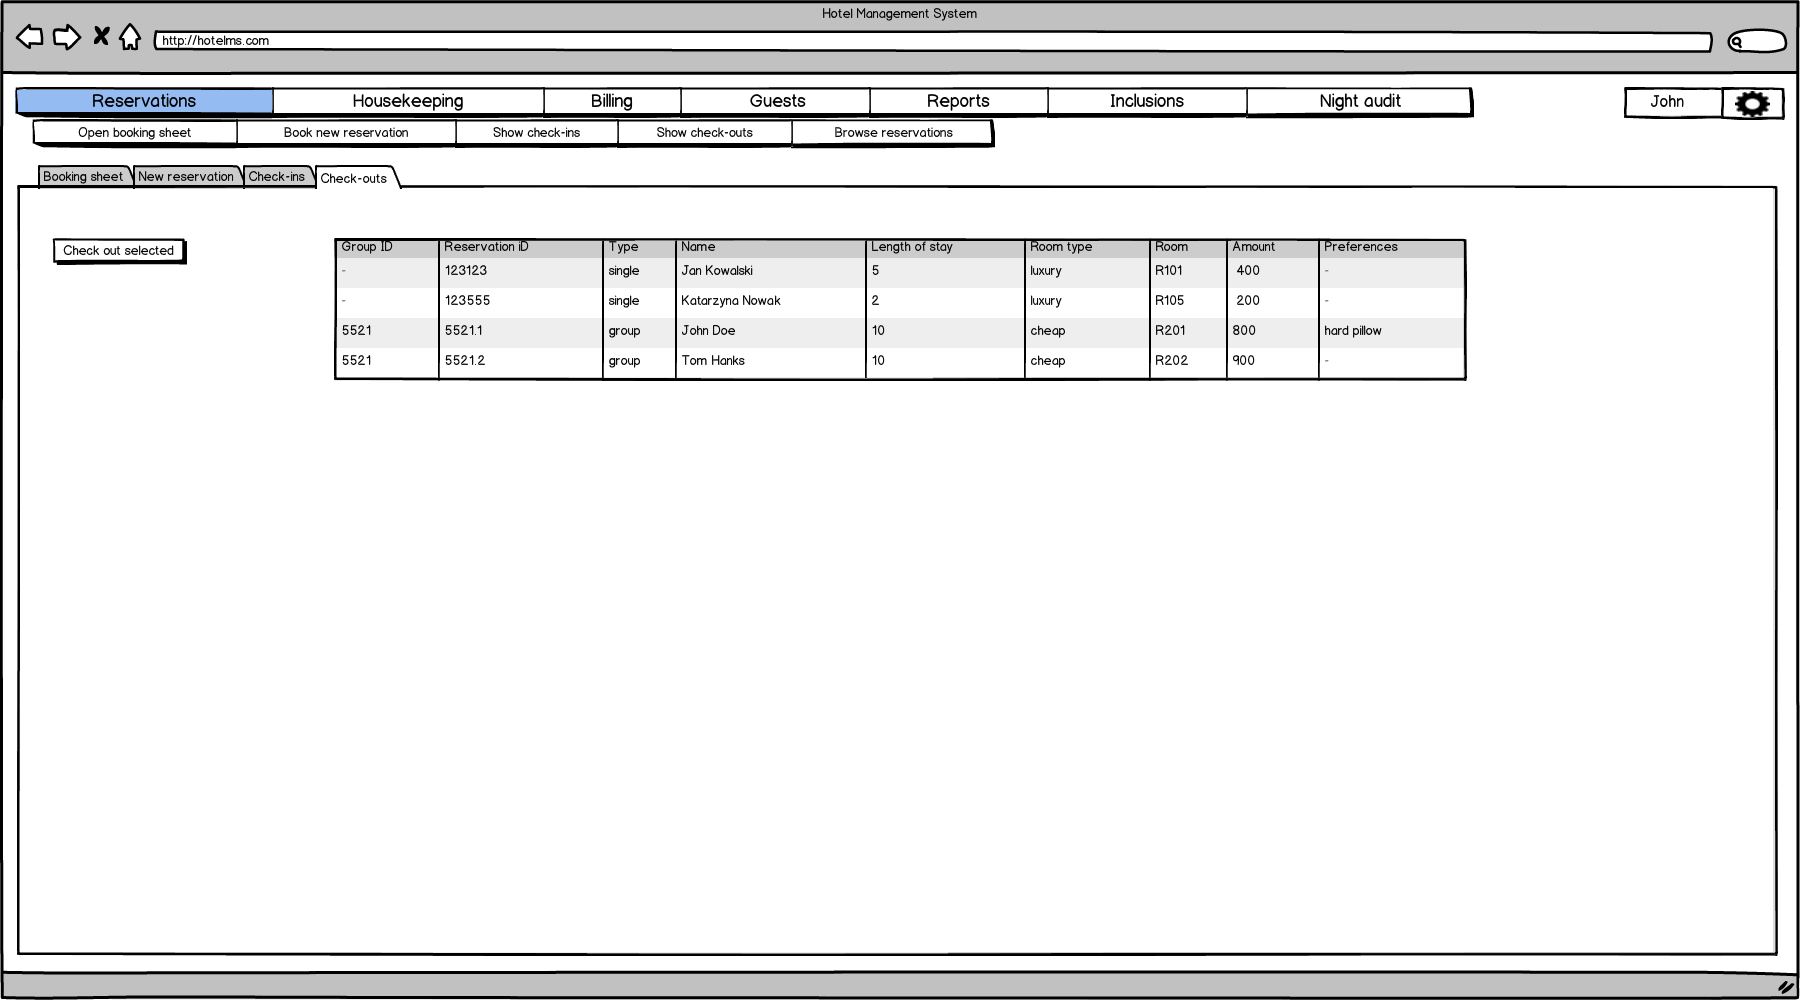 Hotel Management System
http://hotelms.com
Reservations Housekeeping Billing Guests Reports Inclusions Night audit John
Open booking sheet Book new reservation Show check-ins Show check-outs Browse reservations
Booking sheet New reservation Check-ins Check-outs
Check out selected
Group ID Reservation iD Type Name Length of stay Room type Room Amount Preferences
- 123123 single Jan Kowalski 5 luxury R101 400 -
- 123555 single Katarzyna Nowak 2 luxury R105 200 -
5521 5521.1 group John Doe 10 cheap R201 800 hard pillow
5521 5521.2 group Tom Hanks 10 cheap R202 900 -